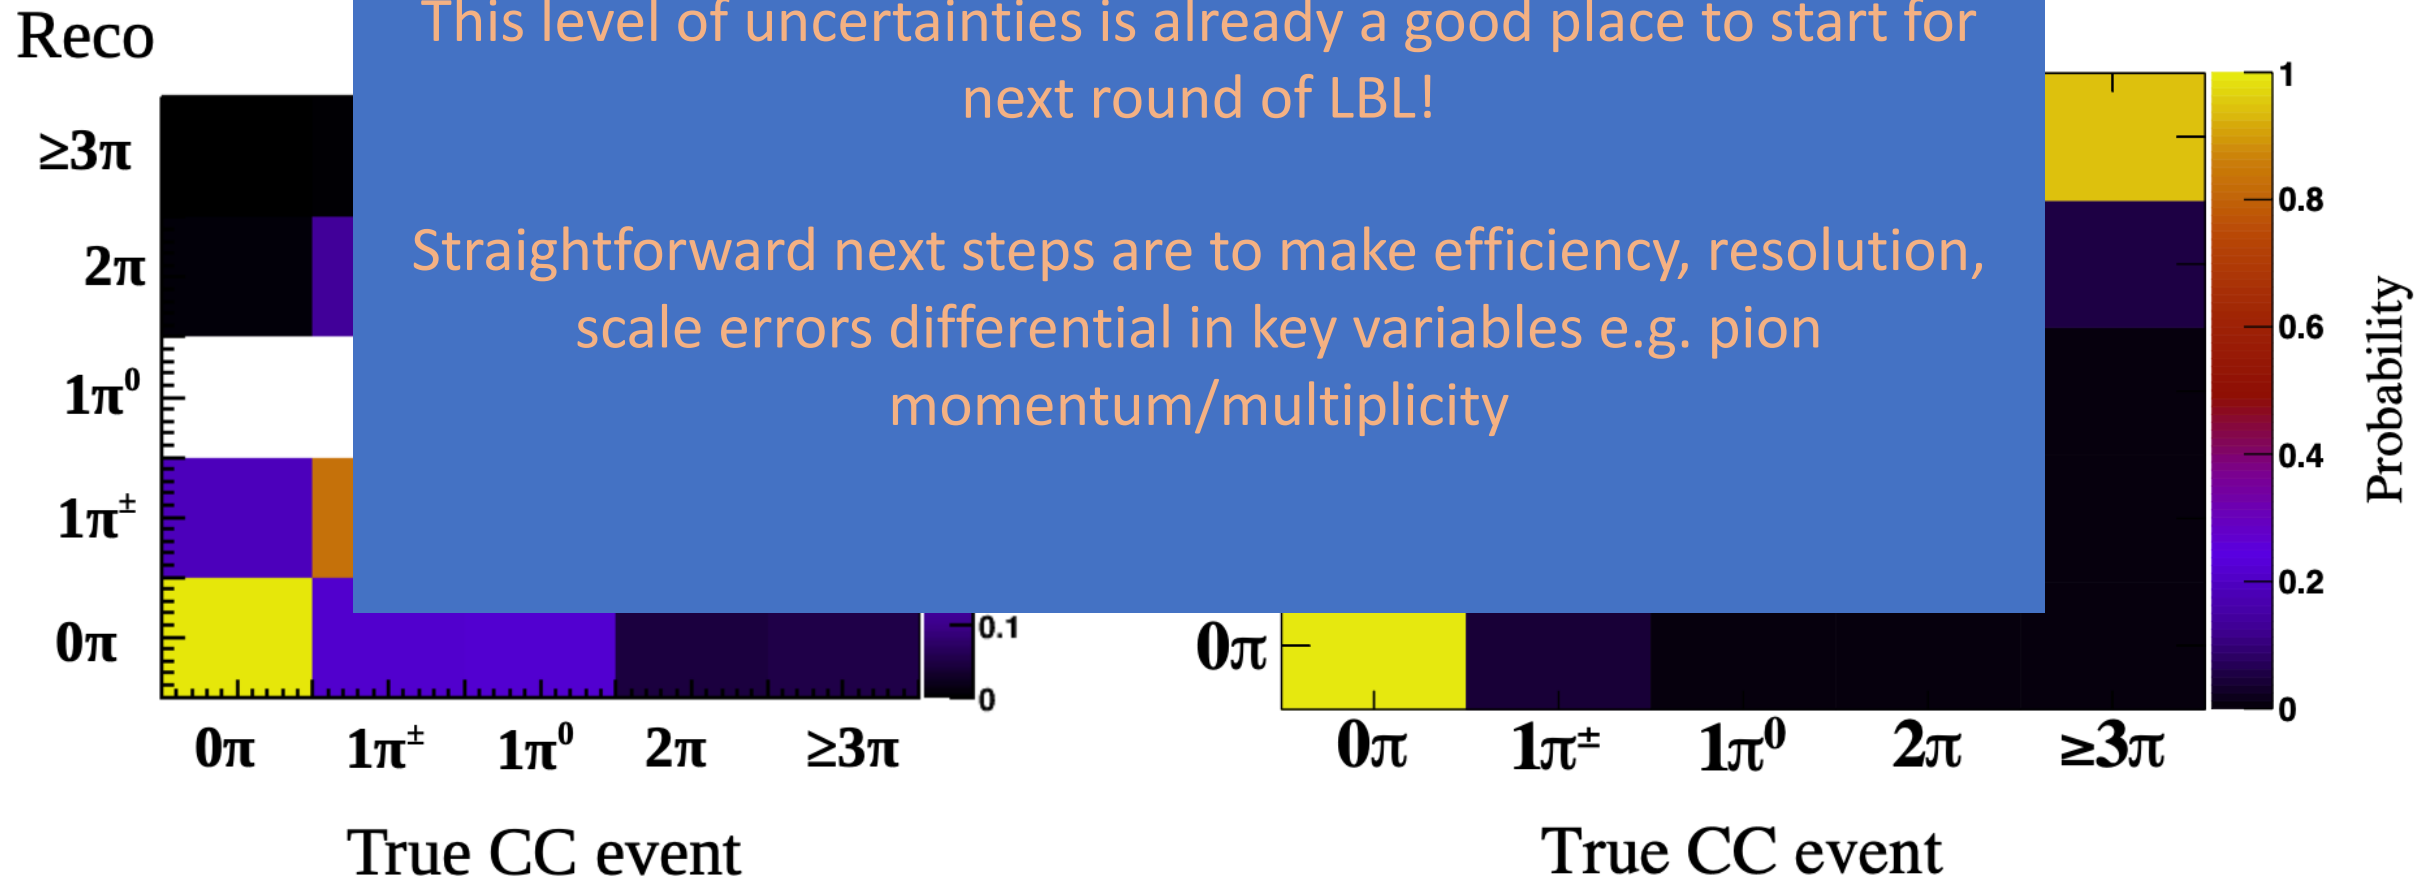 Reco
This level of uncertainties is already a good place to start for
next round of LBL!
Straightforward next steps are to make efficiency, resolution,
scale errors differential in key variables e.g. pion
momentum/multiplicity
≥3π
2π
1π⁰
1π±
0π
0π 1π± 1π⁰ 2π ≥3π
True CC event
0.1
0
0π
0π 1π± 1π⁰ 2π ≥3π
True CC event
1
0.8
0.6
0.4
0.2
0
Probability